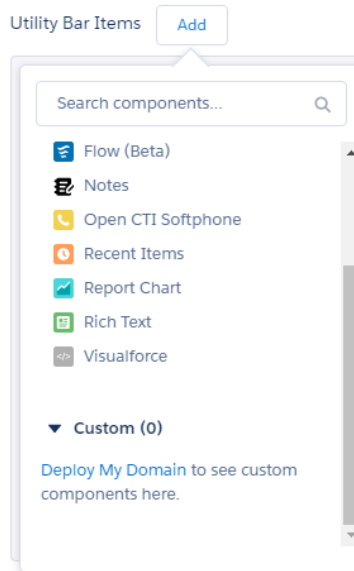 Utility Bar Items
Add
Search components...
Flow (Beta)
Notes
Open CTI Softphone
Recent Items
Report Chart
Rich Text
Visualforce
Custom (0)
Deploy My Domain to see custom
components here.